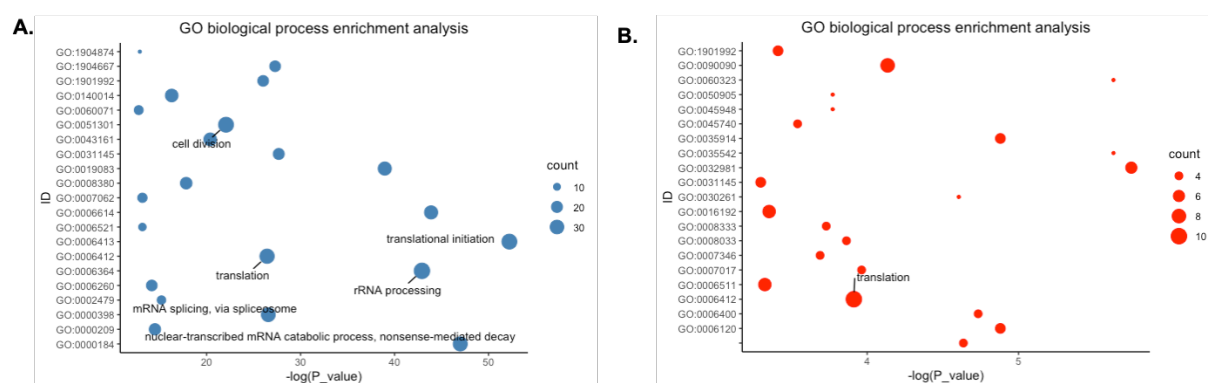 A.
GO biological process enrichment analysis
GO:1904874
GO:1904667
GO:1901992
GO:0140014
GO:0060071
GO:0051301
GO:0043161
GO:0031145
GO:0019083
GO:0008380
GO:0007062
GO:0006614
GO:0006521
GO:0006413
GO:0006412
GO:0006364
GO:0006260
GO:0002479
GO:0000398
GO:0000209
GO:0000184
ID
cell division
translational initiation
translation
rRNA processing
mRNA splicing, via spliceosome
nuclear-transcribed mRNA catabolic process, nonsense-mediated decay
20
30
40
50
-log(P_value)
count
10
20
30
B.
GO biological process enrichment analysis
GO:1901992
GO:0090090
GO:0060323
GO:0050905
GO:0045948
GO:0045740
GO:0035914
GO:0035542
GO:0032981
GO:0031145
GO:0030261
GO:0016192
GO:0008333
GO:0008033
GO:0007346
GO:0007017
GO:0006511
GO:0006412
GO:0006400
GO:0006120
ID
translation
4
5
-log(P_value)
count
4
6
8
10